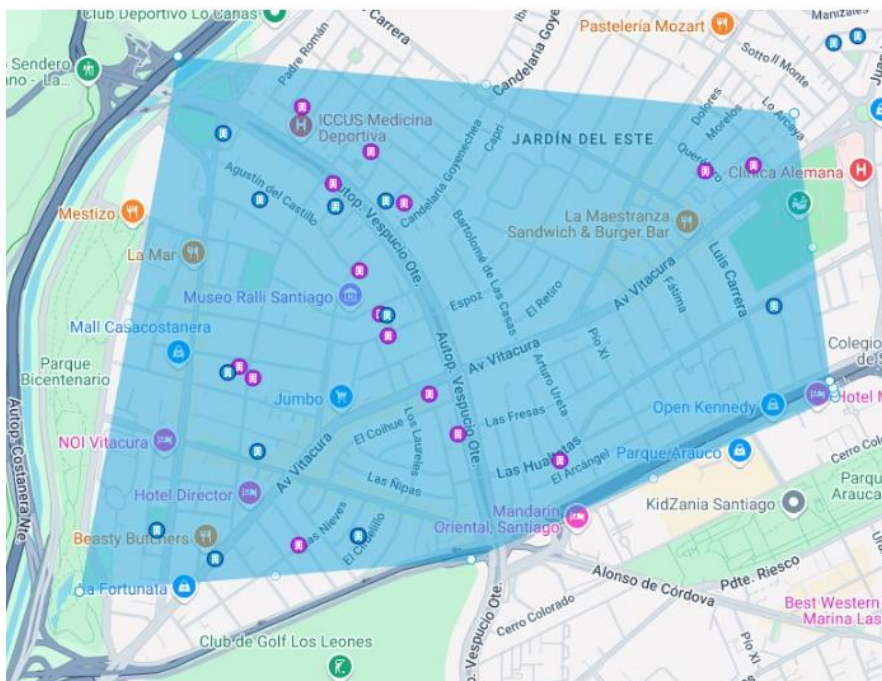 Club Deportivo Lo Cañas
Carrera
Pastelería Mozart
Manizales
Sotto Il Monte
Candelaria Goyenechea
Padre Román
Sendero
ICCUS Medicina
Deportiva
Capri
JARDÍN DEL ESTE
Dolores
Morelos
Lo Arcaya
Querétaro
Clínica Alemana
Agustín del Castillo
Autop. Vespucio Ote.
Candelaria Goyenechea
Mestizo
La Maestranza
Sandwich & Burger Bar
La Mar
Bartolomé de Las Casas
Luis Carrera
Museo Ralli Santiago
Espoz
El Retiro
Av Vitacura
Fátima
Mall Casacostanera
Autop. Vespucio Ote.
Av Vitacura
Pío XI
Colegio
Parque
Bicentenario
Jumbo
Arturo Ureta
Open Kennedy
Hotel M
Autop. Costanera Nte.
NOI Vitacura
El Coihue
Los Laureles
Las Fresas
Las Hualtatas
El Arcángel
Parque Arauco
Cerro Colorado
Hotel Director
Av Vitacura
Las Ñipas
KidZania Santiago
Parque
Arauca
Mandarin
Oriental, Santiago
Beasty Butchers
Las Nieves
El Ciruelillo
La Fortunata
Alonso de Córdova
Pdte. Riesco
Vespucio Ote.
Cerro Colorado
Best Western
Marina Las
Club de Golf Los Leones
Pío XI